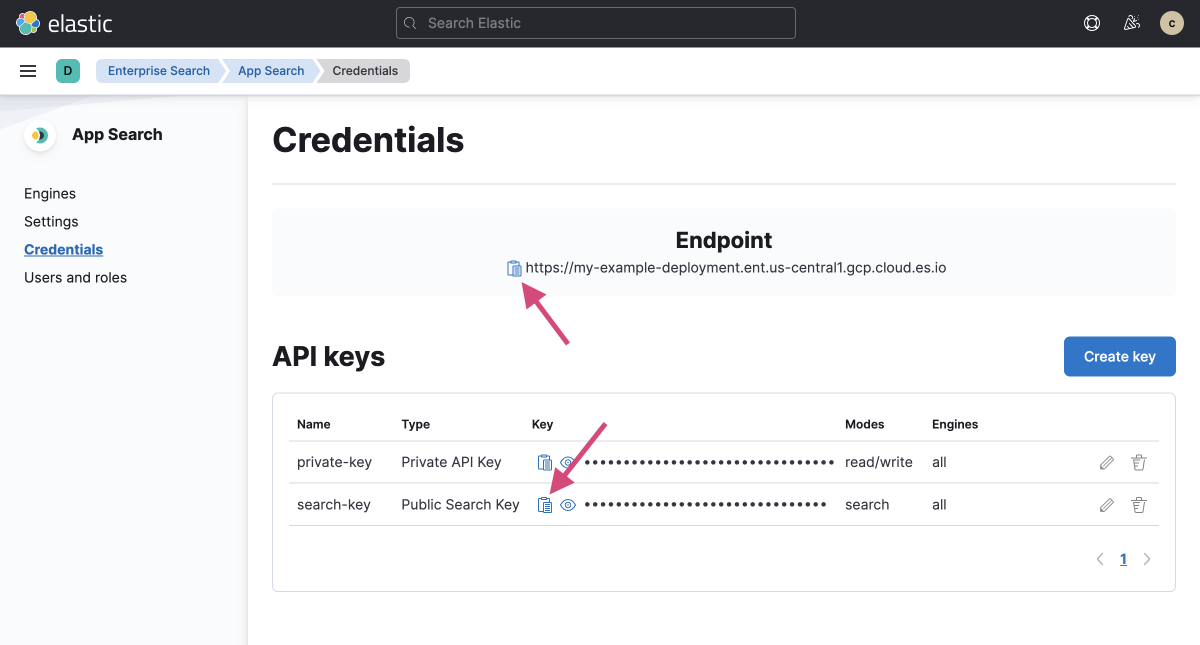 elastic
Search Elastic
c
D
Enterprise Search
App Search
Credentials
App Search
Engines
Settings
Credentials
Users and roles
Credentials
Endpoint
https://my-example-deployment.ent.us-central1.gcp.cloud.es.io
API keys
Create key
Name Type Key Modes Engines
private-key Private API Key •••••••••••••••••••••••••••••••• read/write all
search-key Public Search Key ••••••••••••••••••••••••••••••• search all
1